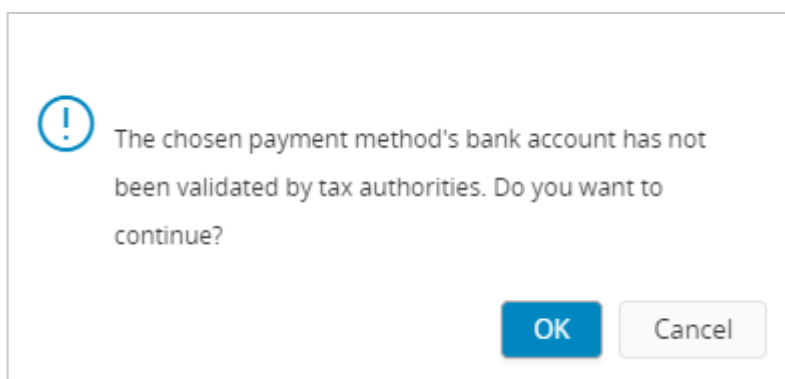 The chosen payment method's bank account has not
been validated by tax authorities. Do you want to
continue?
OK Cancel